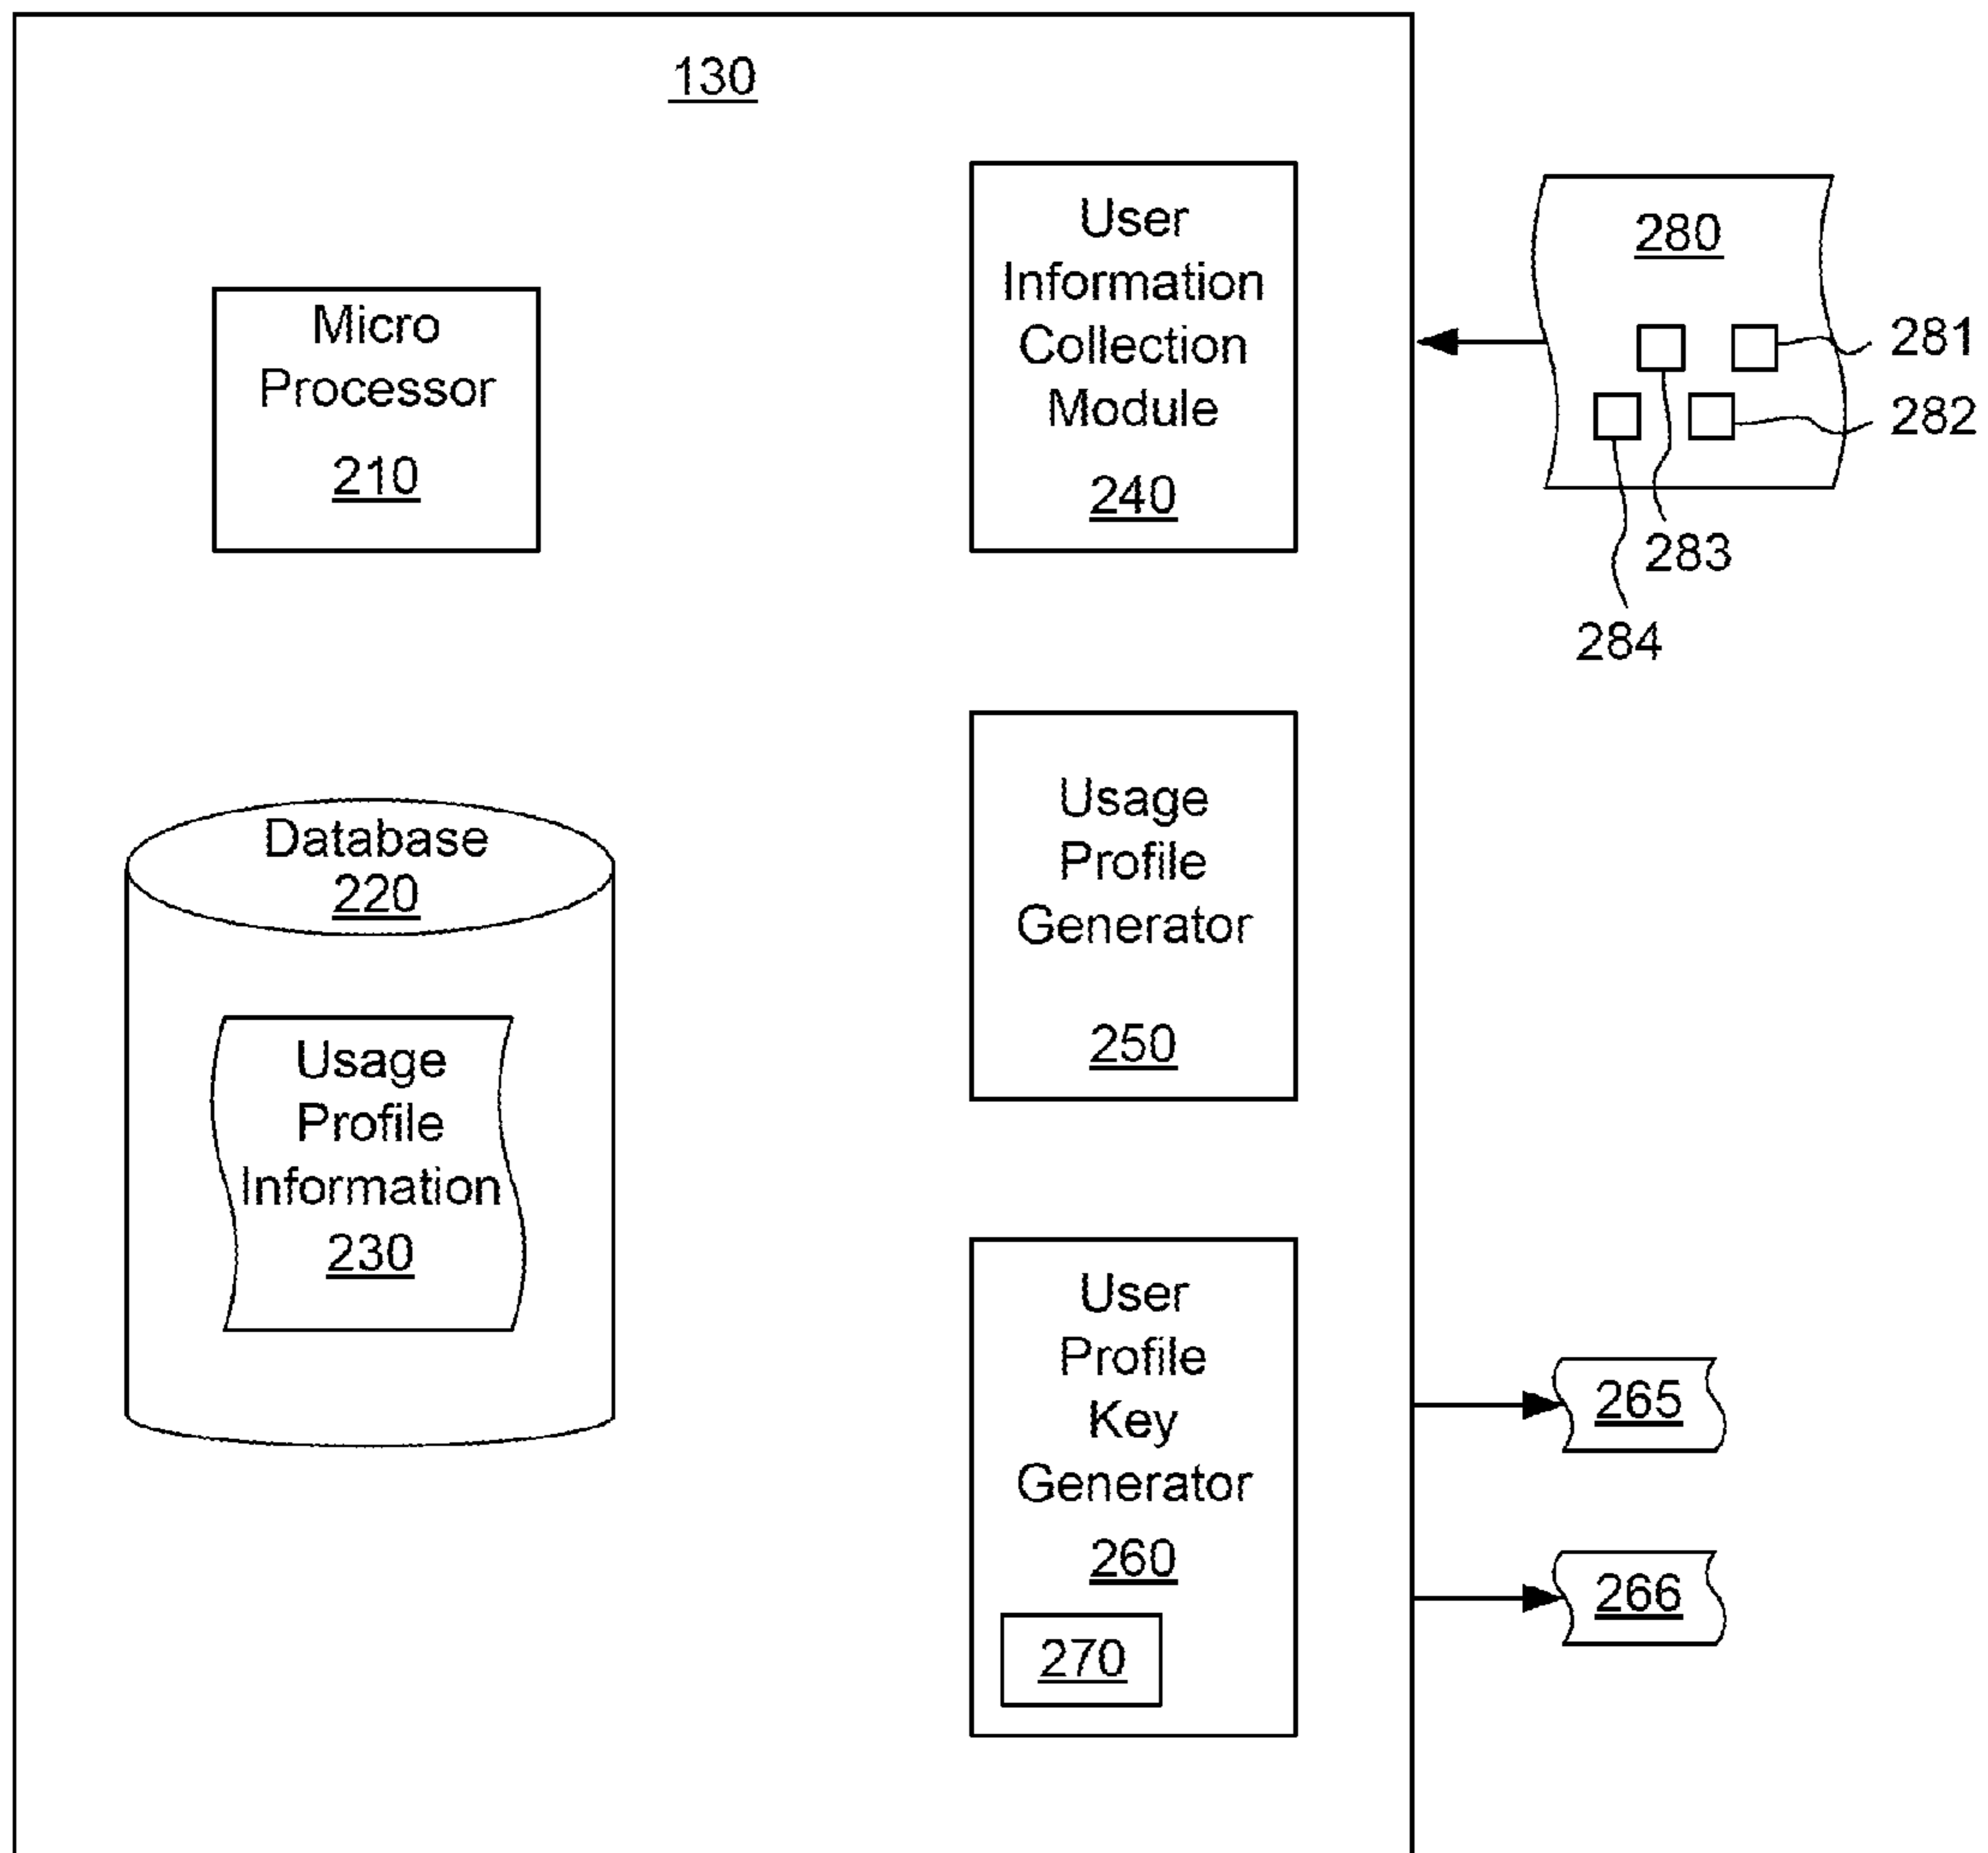 130
Micro
Processor
210
User
Information
Collection
Module
240
280
281
282
283
284
Database
220
Usage
Profile
Information
230
Usage
Profile
Generator
250
User
Profile
Key
Generator
260
270
265
266